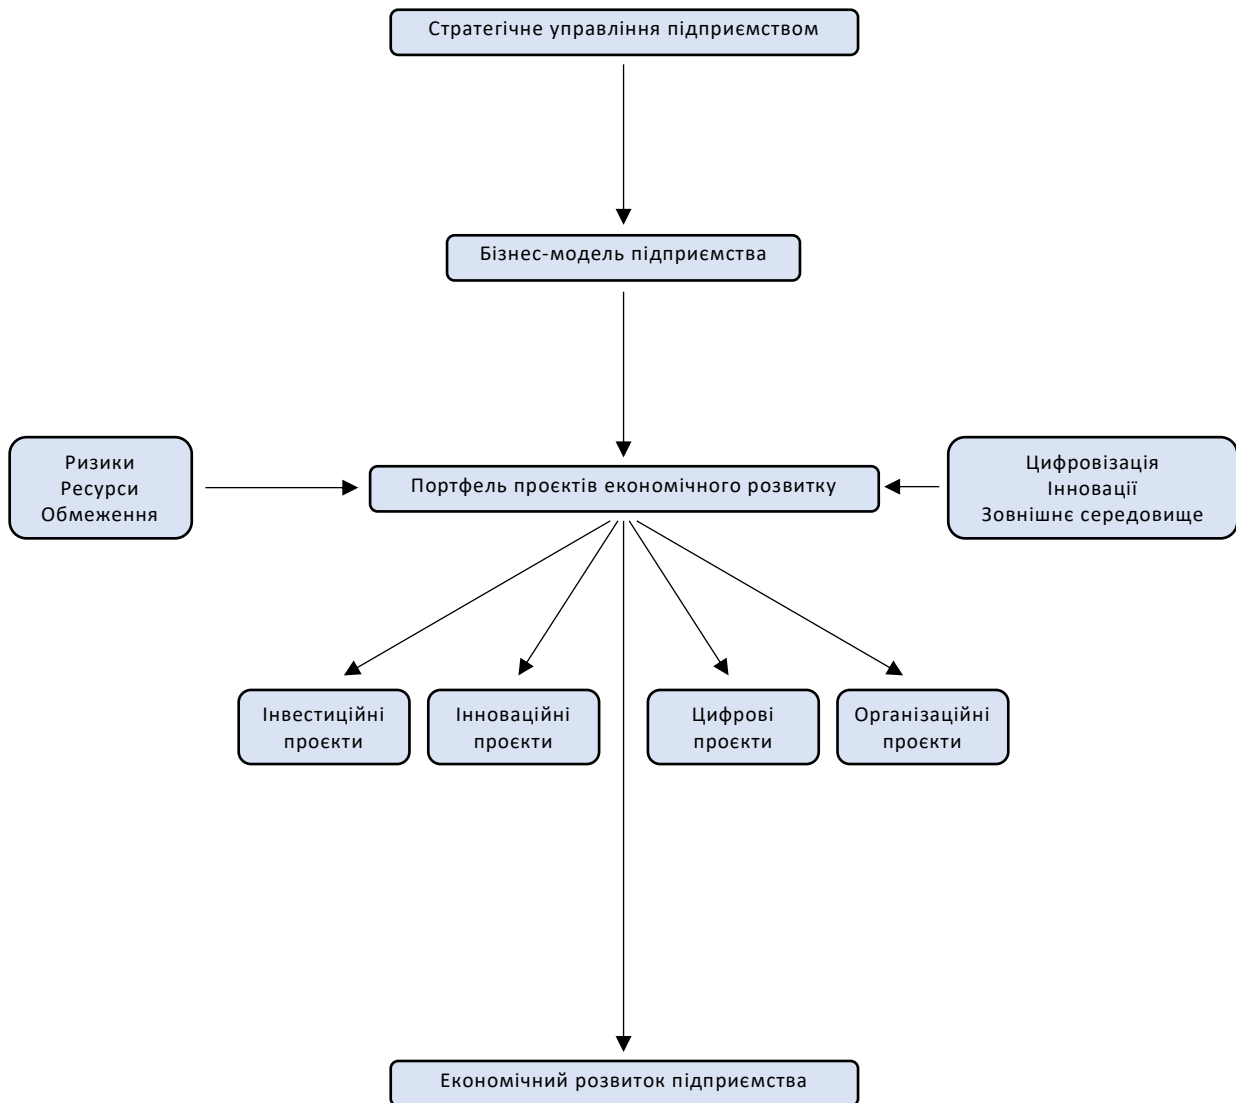 Стратегічне управління підприємством
Бізнес-модель підприємства
Ризики
Ресурси
Обмеження
Портфель проєктів економічного розвитку
Цифровізація
Інновації
Зовнішнє середовище
Інвестиційні
проєкти
Інноваційні
проєкти
Цифрові
проєкти
Організаційні
проєкти
Економічний розвиток підприємства